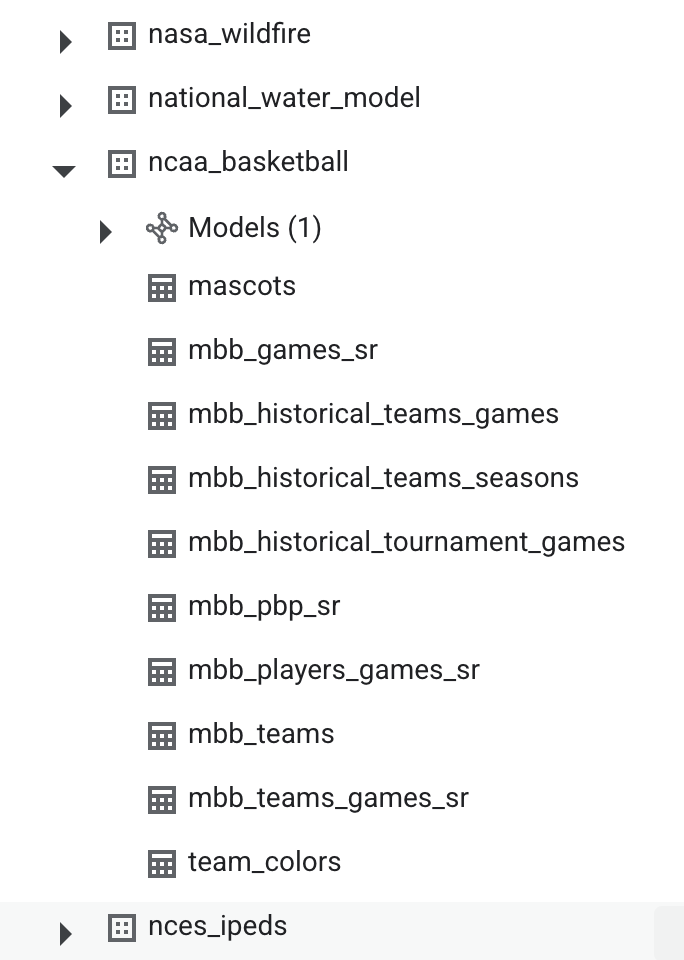 nasa_wildfire
national_water_model
ncaa_basketball
Models (1)
mascots
mbb_games_sr
mbb_historical_teams_games
mbb_historical_teams_seasons
mbb_historical_tournament_games
mbb_pbp_sr
mbb_players_games_sr
mbb_teams
mbb_teams_games_sr
team_colors
nces_ipeds